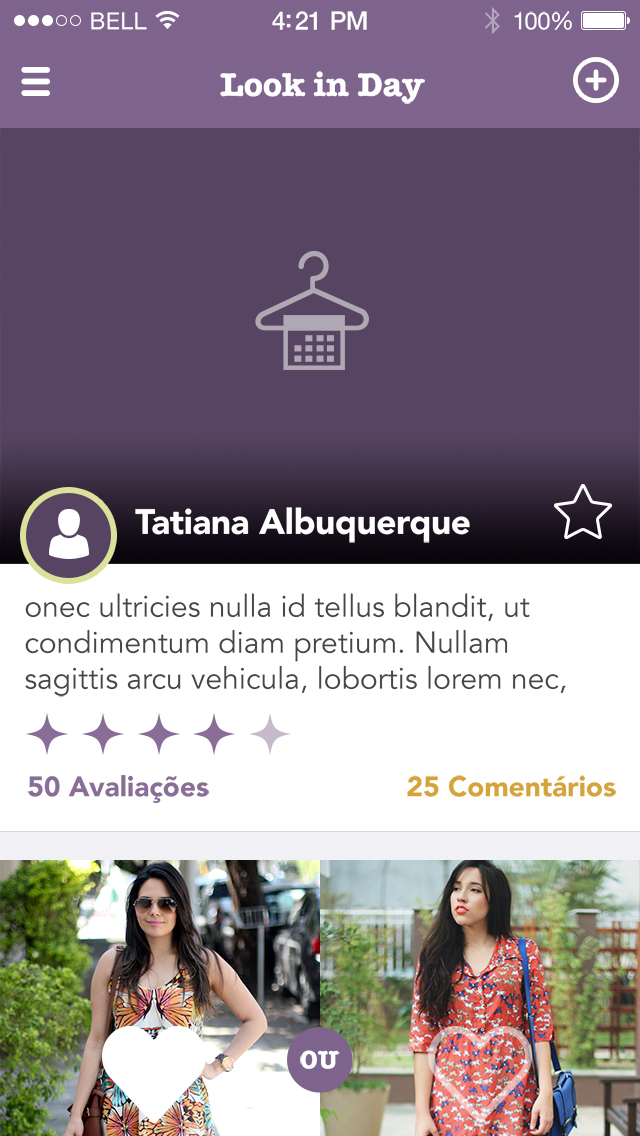 BELL 4:21 PM 100%
Look in Day
Tatiana Albuquerque
onec ultricies nulla id tellus blandit, ut
condimentum diam pretium. Nullam
sagittis arcu vehicula, lobortis lorem nec,
50 Avaliações 25 Comentários
OU